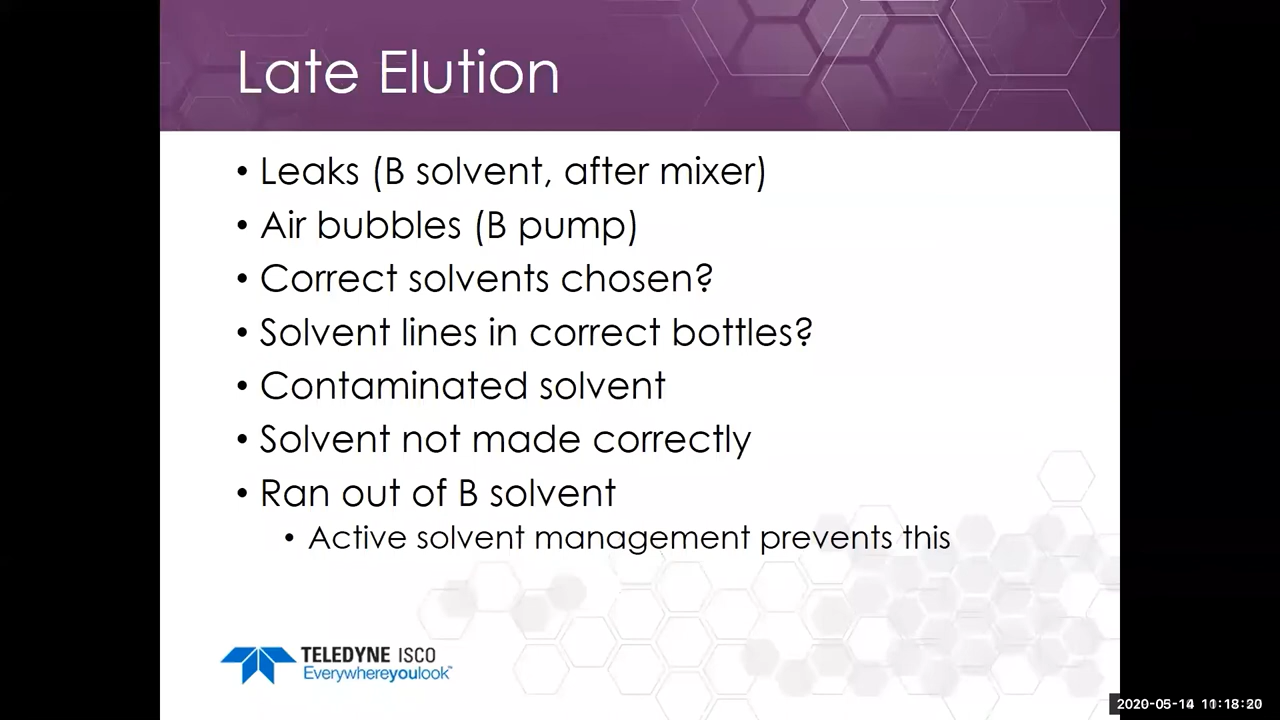 Late Elution
• Leaks (B solvent, after mixer)
• Air bubbles (B pump)
• Correct solvents chosen?
• Solvent lines in correct bottles?
• Contaminated solvent
• Solvent not made correctly
• Ran out of B solvent
• Active solvent management prevents this
TELEDYNE ISCO
Everywhereyoulook™
2020-05-14 11:18:20